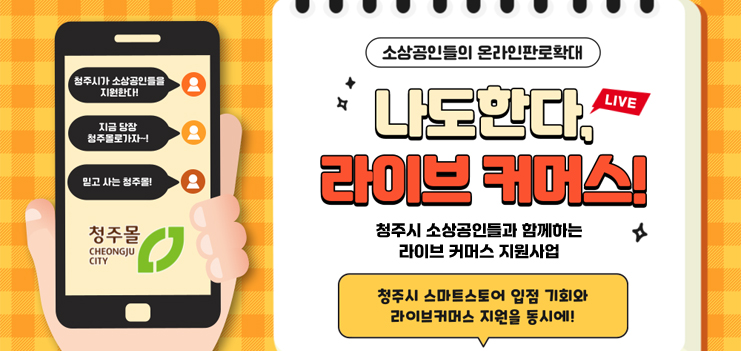 청주시가 소상공인들을
지원한다!
지금 당장
청주몰로가자~!
믿고 사는 청주몰!
청주몰
CHEONGJU
CITY
소상공인들의 온라인판로확대
나도한다,
LIVE
라이브 커머스!
청주시 소상공인들과 함께하는
라이브 커머스 지원사업
청주시 스마트스토어 입점 기회와
라이브커머스 지원을 동시에!